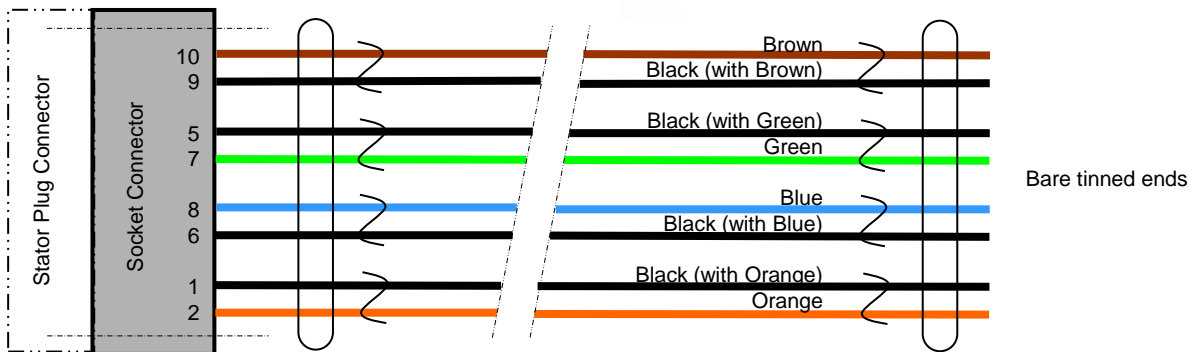 Stator Plug Connector
Socket Connector
10
Brown
9
Black (with Brown)
5
Black (with Green)
7
Green
8
Blue
6
Black (with Blue)
1
Black (with Orange)
2
Orange
Bare tinned ends